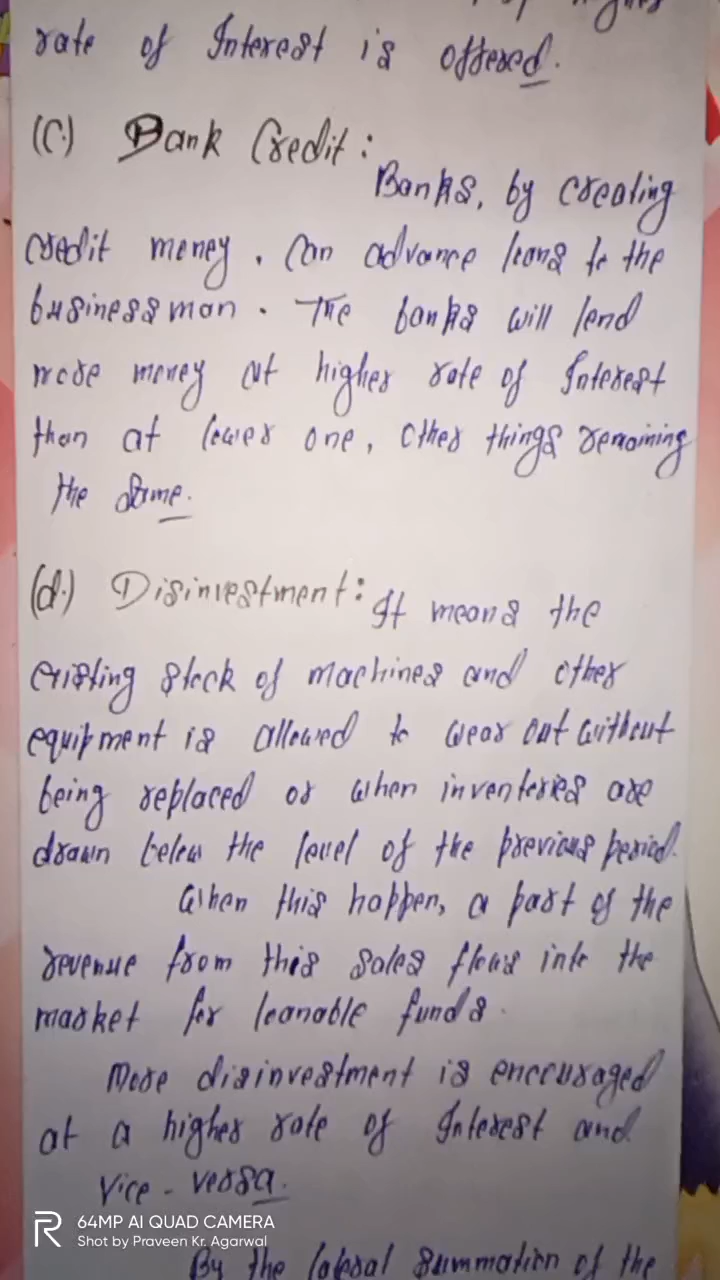 higher
rate of Interest is offered.
(C.) Bank Credit:
Banks, by creating
credit money, can advance loans to the
businessman. The banks will lend
more money at higher rate of Interest
than at lower one, other things remaining
the same.
(d.) Disinvestment:
It means the
existing stock of machines and other
equipment is allowed to wear out without
being replaced or when inventories are
drawn below the level of the previous period.
When this happen, a part of the
revenue from this sales flows into the
market for loanable funds.
More disinvestment is encouraged
at a higher rate of Interest and
Vice-versa.
64MP AI QUAD CAMERA
Shot by Praveen Kr. Agarwal
By the lateral summation of the